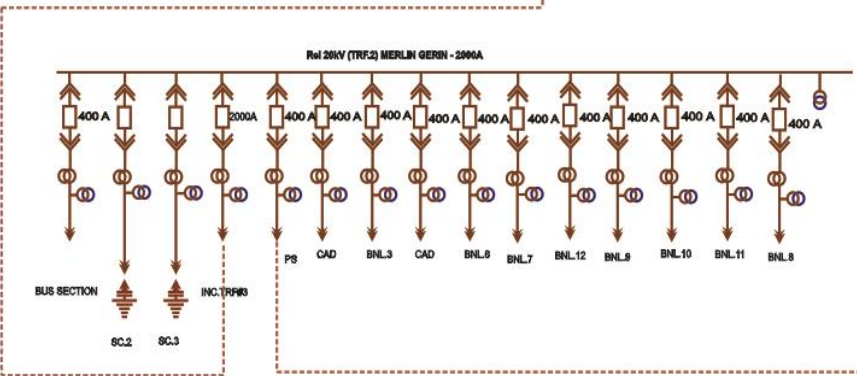 Rel 20kV (TRF.2) MERLIN GERIN - 2000A
400 A
2000A
400 A
400 A
400 A
400 A
400 A
400 A
400 A
400 A
400 A
400 A
400 A
PS
CAD
BNL.3
CAD
BNL.6
BNL.7
BNL.12
BNL.9
BNL.10
BNL.11
BNL.8
BUS SECTION
INC.TRF#3
SC.2
SC.3